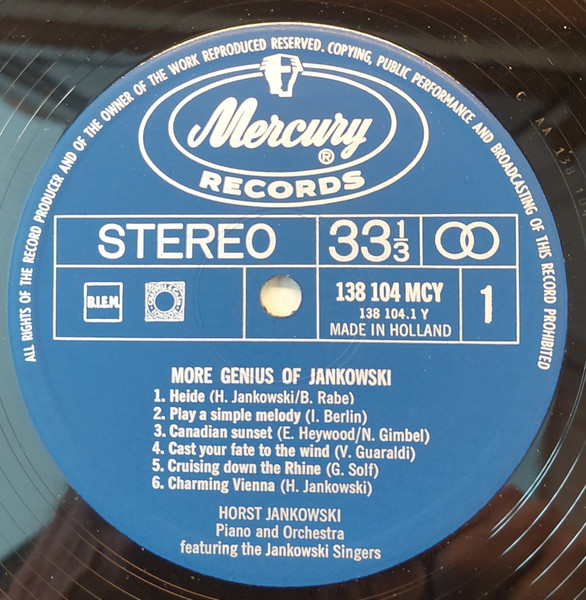 ALL RIGHTS OF THE RECORD PRODUCER AND OF THE OWNER OF THE WORK REPRODUCED RESERVED. COPYING, PUBLIC PERFORMANCE AND BROADCASTING OF THIS RECORD PROHIBITED
Mercury
®
RECORDS
STEREO
33 1/3
B.I.E.M.
138 104 MCY
138 104.1 Y
MADE IN HOLLAND
1
MORE GENIUS OF JANKOWSKI
1. Heide (H. Jankowski/B. Rabe)
2. Play a simple melody (I. Berlin)
3. Canadian sunset (E. Heywood/N. Gimbel)
4. Cast your fate to the wind (V. Guaraldi)
5. Cruising down the Rhine (G. Solf)
6. Charming Vienna (H. Jankowski)
HORST JANKOWSKI
Piano and Orchestra
featuring the Jankowski Singers